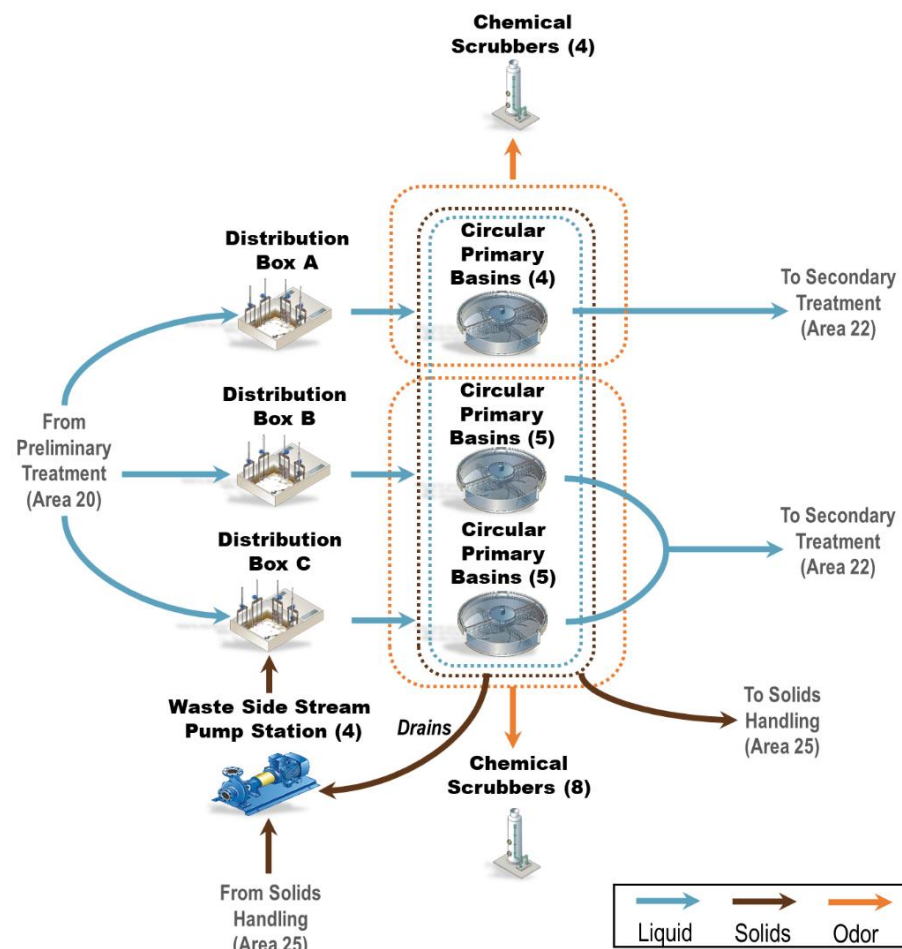 Chemical
Scrubbers (4)
Distribution
Box A
Circular
Primary
Basins (4)
To Secondary
Treatment
(Area 22)
Distribution
Box B
Circular
Primary
Basins (5)
From
Preliminary
Treatment
(Area 20)
Distribution
Box C
Circular
Primary
Basins (5)
To Secondary
Treatment
(Area 22)
Waste Side Stream
Pump Station (4)
Drains
To Solids
Handling
(Area 25)
Chemical
Scrubbers (8)
From Solids
Handling
(Area 25)
Liquid
Solids
Odor